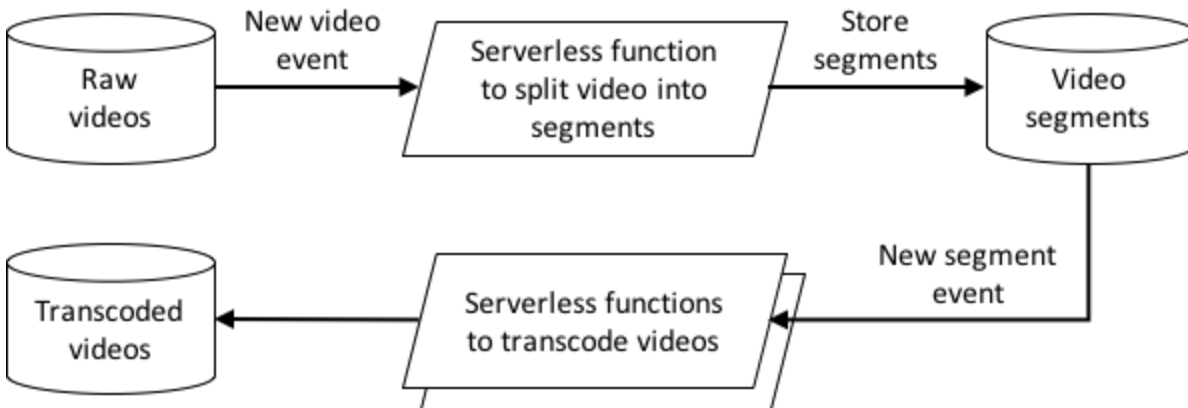 New video
event
Raw
videos
Serverless function
to split video into
segments
Store
segments
Video
segments
New segment
event
Serverless functions
to transcode videos
Transcoded
videos